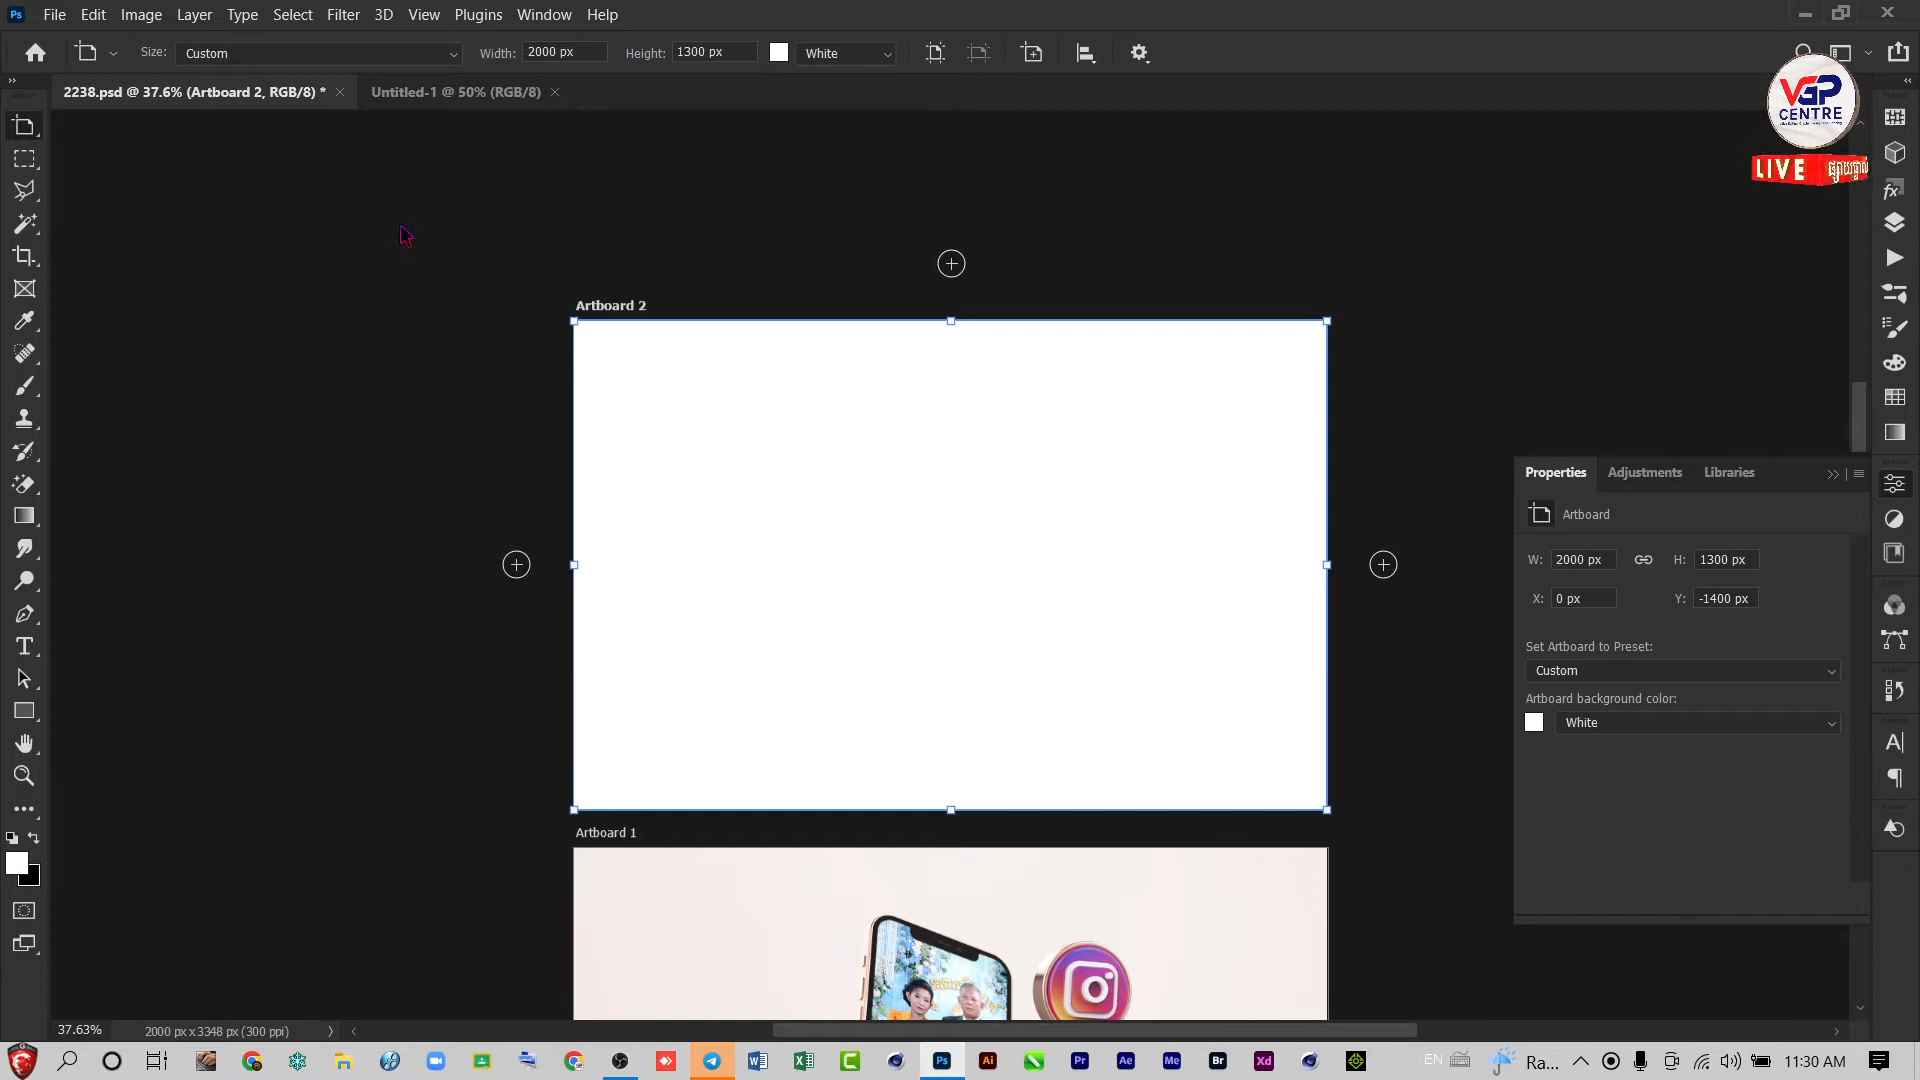 File Edit Image Layer Type Select Filter 3D View Plugins Window Help
Size: Custom Width: 2000 px Height: 1300 px White
2238.psd @ 37.6% (Artboard 2, RGB/8) * Untitled-1 @ 50% (RGB/8)
VGP
CENTRE
LIVE
Artboard 2
Properties Adjustments Libraries
Artboard
W: 2000 px H: 1300 px
X: 0 px Y: -1400 px
Set Artboard to Preset:
Custom
Artboard background color:
White
Artboard 1
37.63% 2000 px x 3348 px (300 ppi)
EN Ra... 11:30 AM